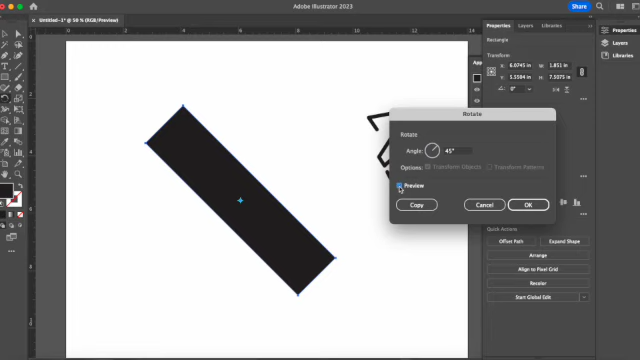 Adobe Illustrator 2023
Share
Untitled-1* @ 50 % (RGB/Preview)
Properties
Layers
Libraries
Rectangle
Transform
X: 6.0745 in
W: 1.851 in
Y: 5.5584 in
H: 7.5075 in
0°
Properties
Layers
Libraries
Rotate
Rotate
Angle: 45°
Options:
Transform Objects
Transform Patterns
Preview
Copy
Cancel
OK
Quick Actions
Offset Path
Expand Shape
Arrange
Align to Pixel Grid
Recolor
Start Global Edit